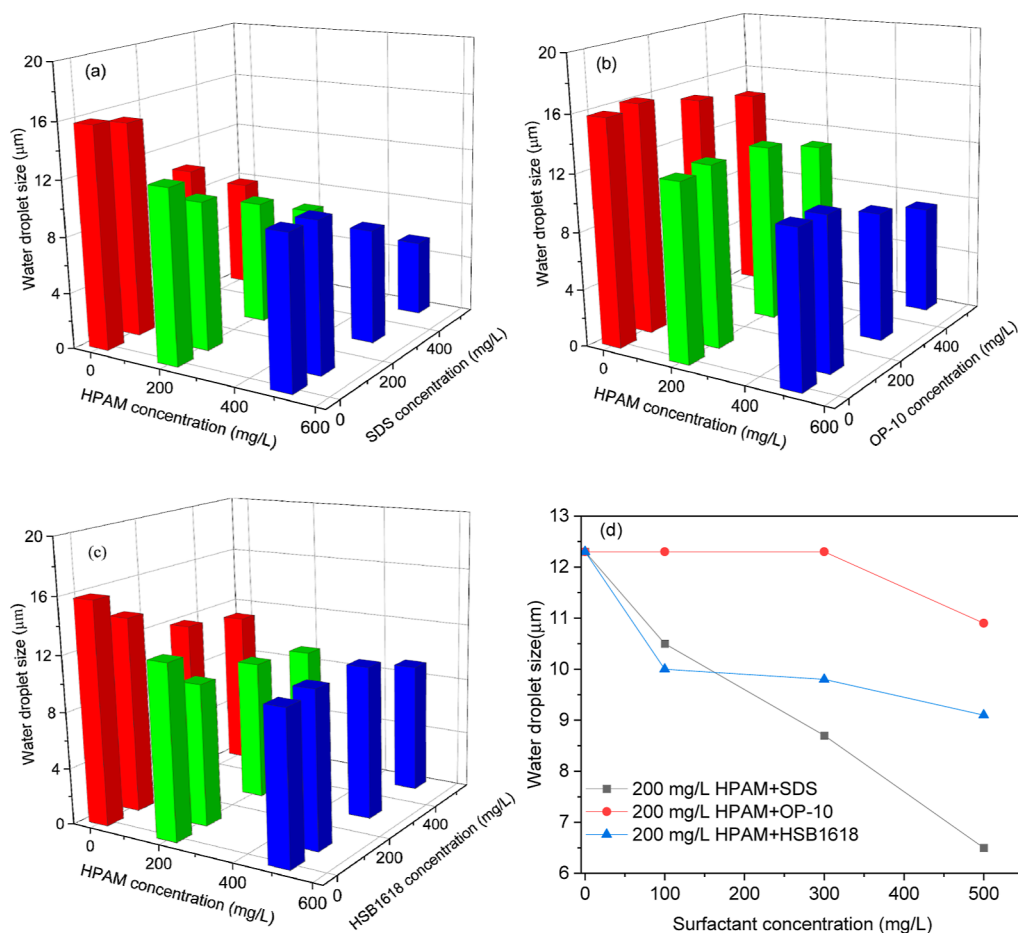 (a)
Water droplet size (μm)
20
16
12
8
4
0
0
200
400
600
HPAM concentration (mg/L)
0
200
400
SDS concentration (mg/L)
(b)
Water droplet size (μm)
20
16
12
8
4
0
0
200
400
600
HPAM concentration (mg/L)
0
200
400
OP-10 concentration (mg/L)
(c)
Water droplet size (μm)
20
16
12
8
4
0
0
200
400
600
HPAM concentration (mg/L)
0
200
400
HSB1618 concentration (mg/L)
(d)
Water droplet size(μm)
13
12
11
10
9
8
7
6
200 mg/L HPAM+SDS
200 mg/L HPAM+OP-10
200 mg/L HPAM+HSB1618
0 100 200 300 400 500
Surfactant concentration (mg/L)